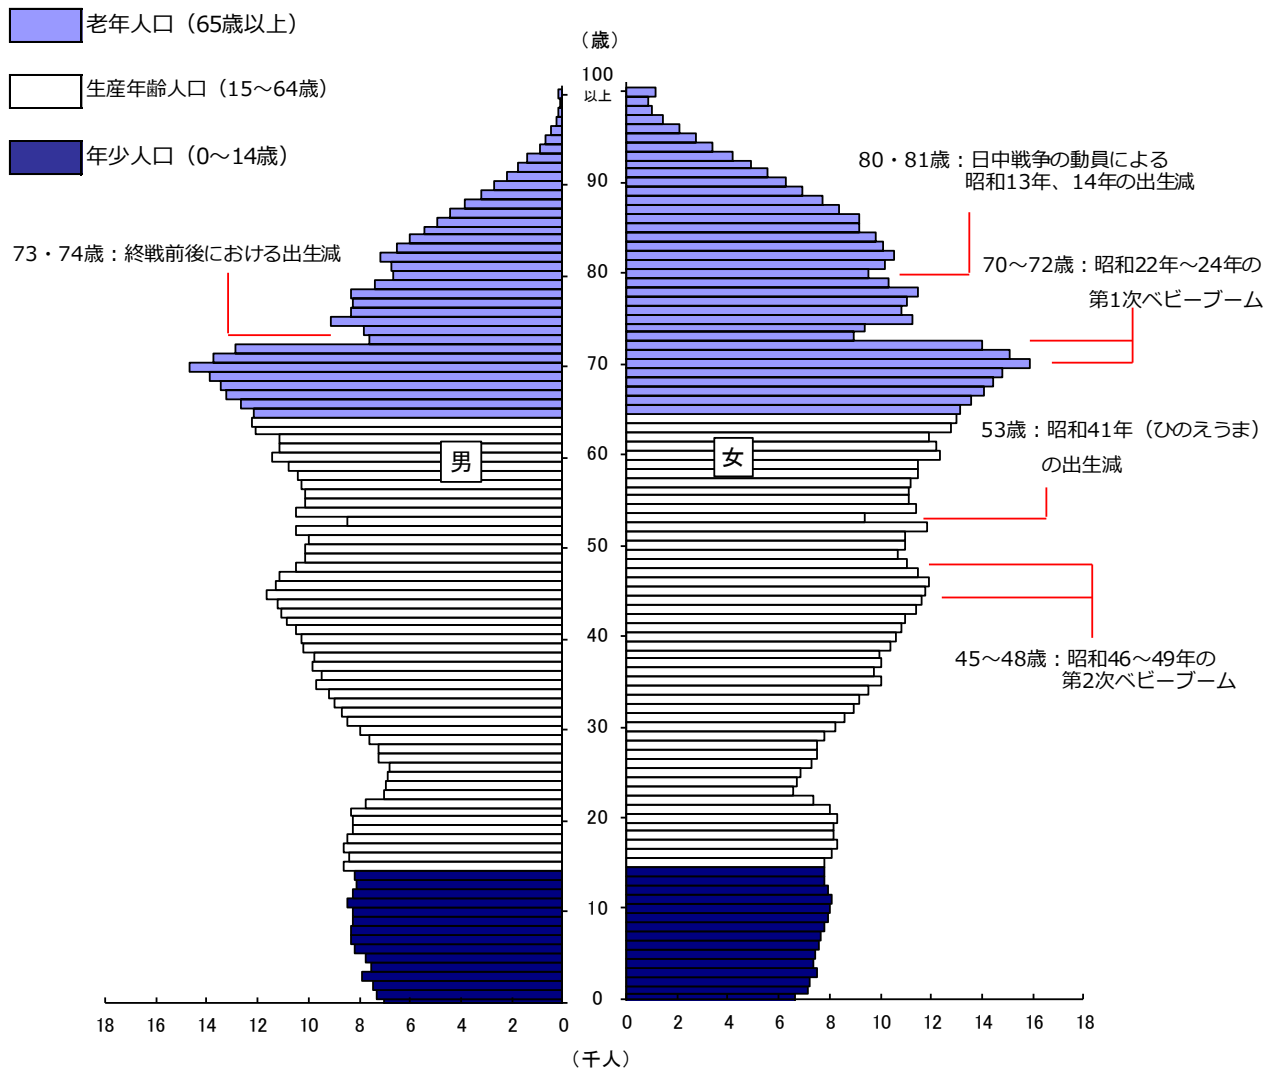 老年人口（65歳以上）
生産年齢人口（15～64歳）
年少人口（0～14歳）
（歳）
100
以上
90
80
70
60
50
40
30
20
10
0
73・74歳：終戦前後における出生減
80・81歳：日中戦争の動員による
昭和13年、14年の出生減
70～72歳：昭和22年～24年の
第1次ベビーブーム
53歳：昭和41年（ひのえうま）
の出生減
45～48歳：昭和46～49年の
第2次ベビーブーム
男
女
18 16 14 12 10 8 6 4 2 0
0 2 4 6 8 10 12 14 16 18
（千人）